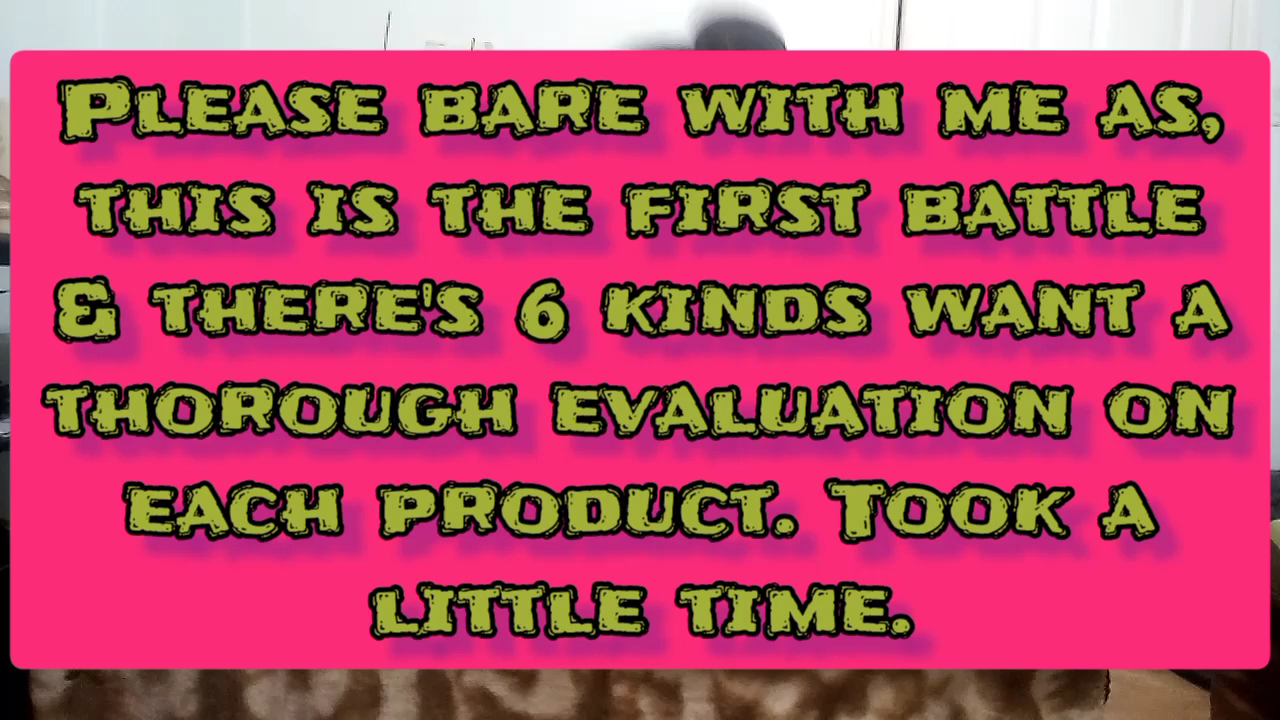 Please bare with me as,
this is the first battle
& there's 6 kinds want a
thorough evaluation on
each product. Took a
little time.